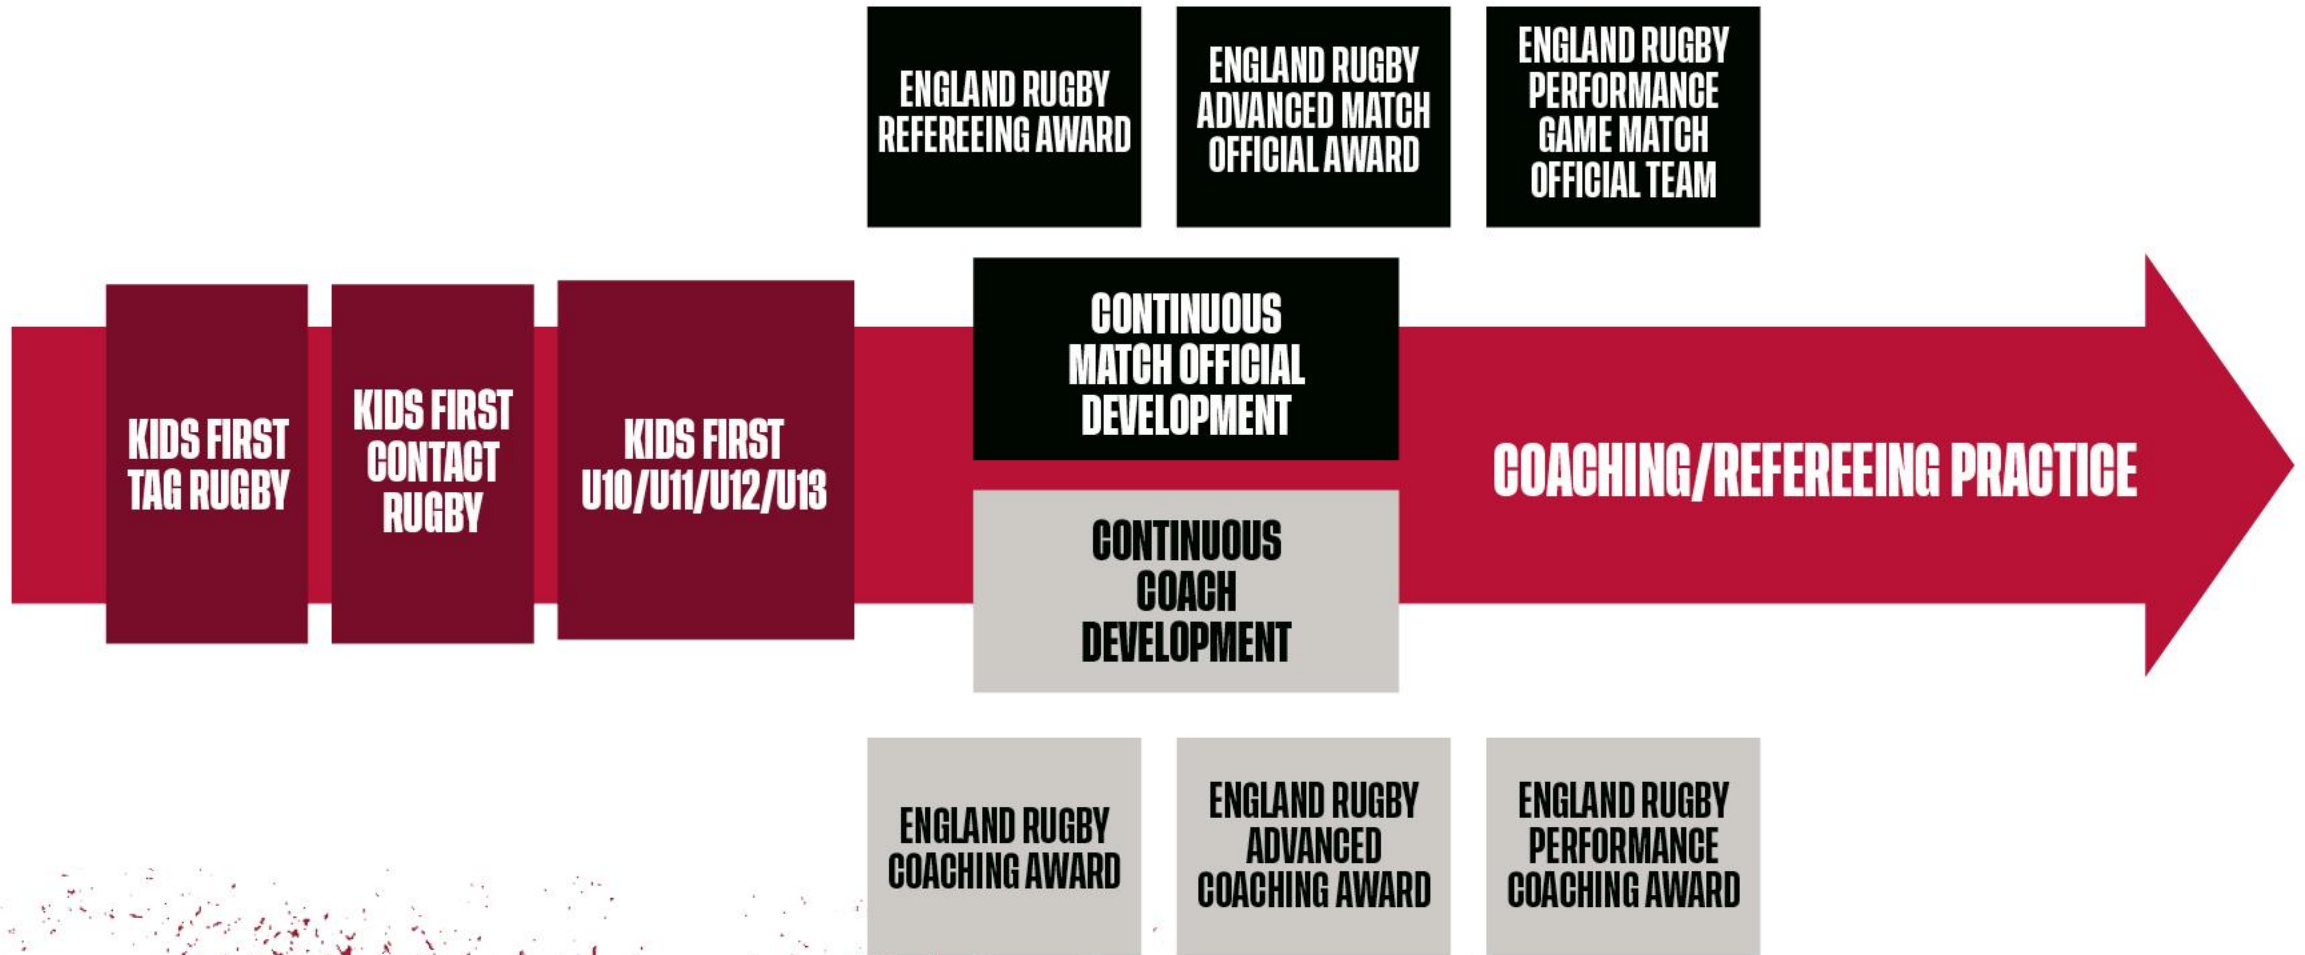 ENGLAND RUGBY
REFEREEING AWARD
ENGLAND RUGBY
ADVANCED MATCH
OFFICIAL AWARD
ENGLAND RUGBY
PERFORMANCE
GAME MATCH
OFFICIAL TEAM
KIDS FIRST
TAG RUGBY
KIDS FIRST
CONTACT
RUGBY
KIDS FIRST
U10/U11/U12/U13
CONTINUOUS
MATCH OFFICIAL
DEVELOPMENT
CONTINUOUS
COACH
DEVELOPMENT
COACHING/REFEREEING PRACTICE
ENGLAND RUGBY
COACHING AWARD
ENGLAND RUGBY
ADVANCED
COACHING AWARD
ENGLAND RUGBY
PERFORMANCE
COACHING AWARD